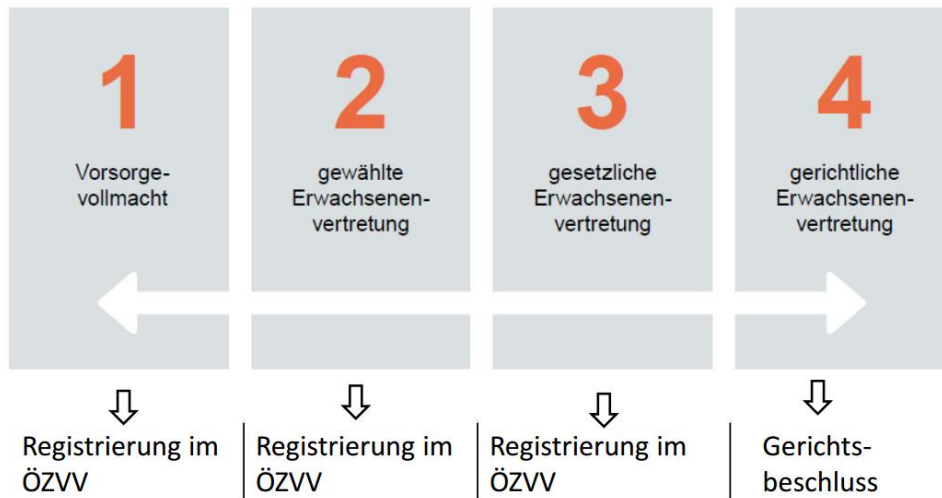 1
Vorsorge-
vollmacht
2
gewählte
Erwachsenen-
vertretung
3
gesetzliche
Erwachsenen-
vertretung
4
gerichtliche
Erwachsenen-
vertretung
Registrierung im
ÖZVV
Registrierung im
ÖZVV
Registrierung im
ÖZVV
Gerichts-
beschluss